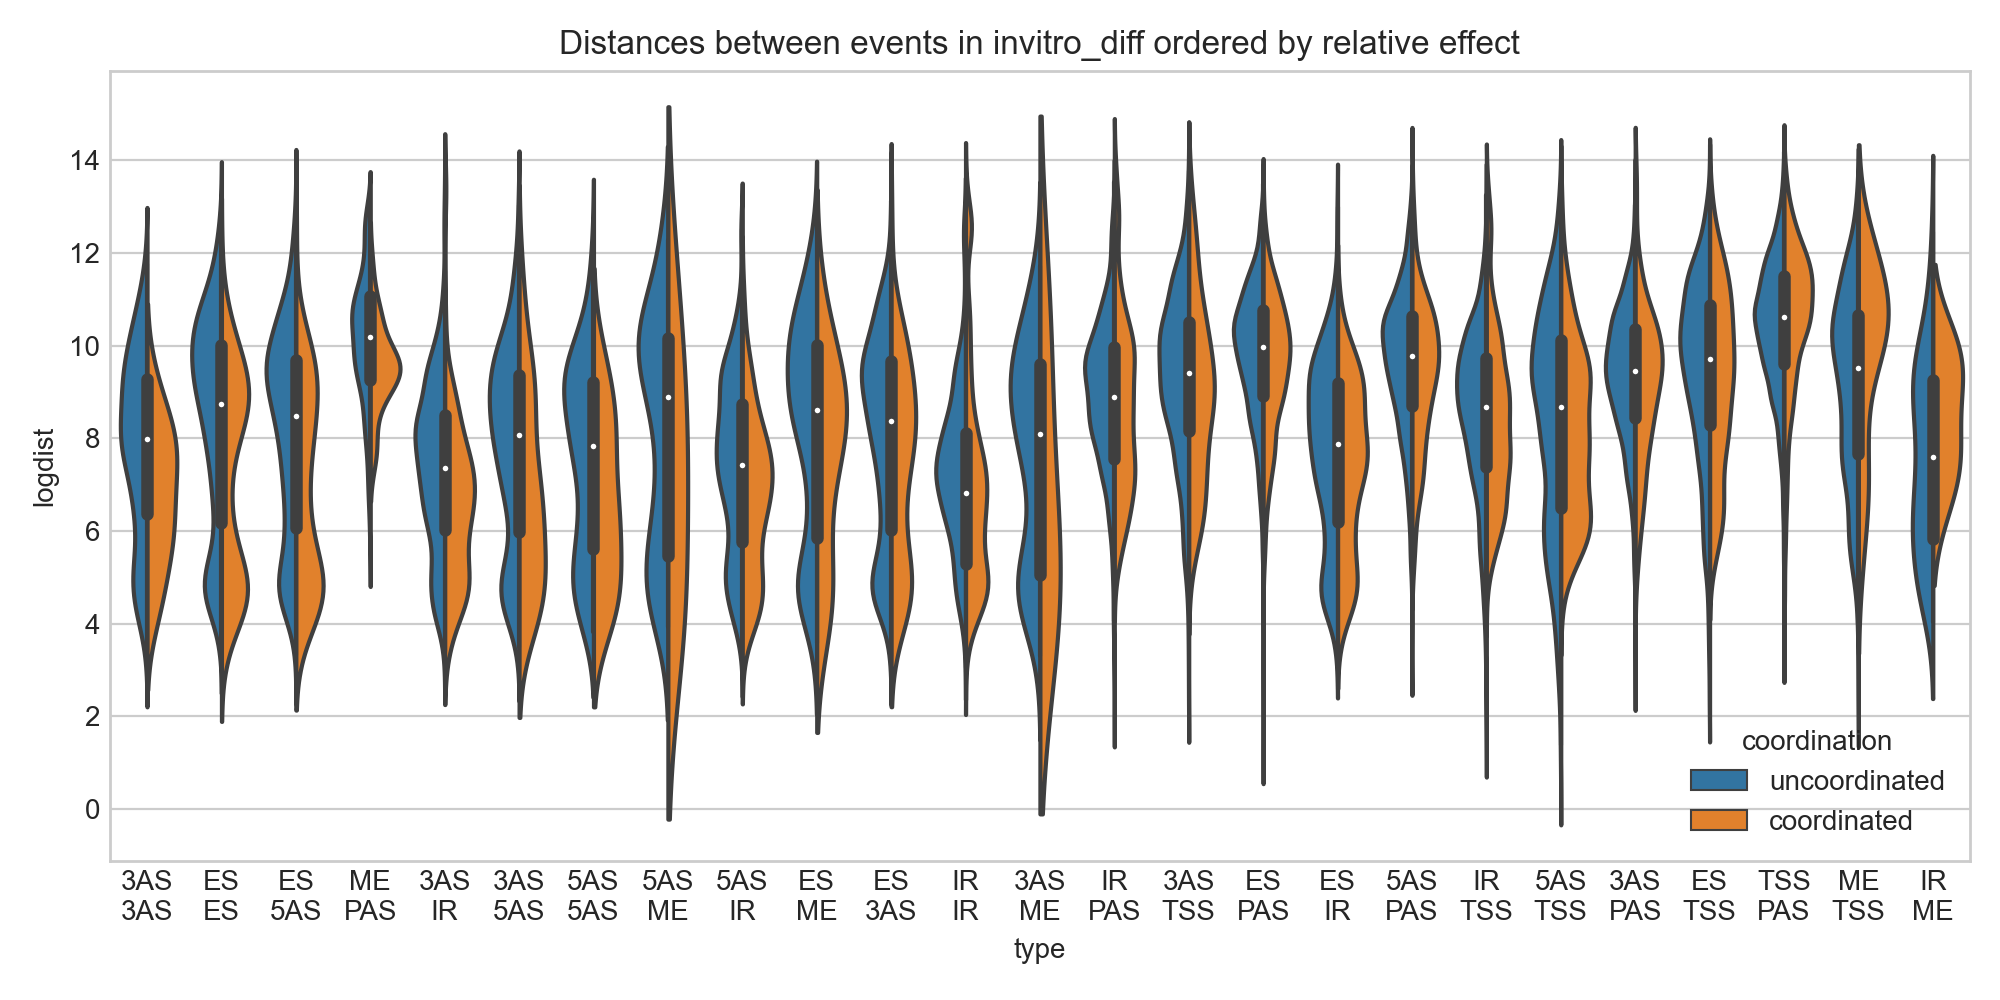 Distances between events in invitro_diff ordered by relative effect
logdist
14
12
10
8
6
4
2
0
coordination
uncoordinated
coordinated
3AS ES ES ME 3AS 3AS 5AS 5AS 5AS ES ES IR 3AS IR 3AS ES ES 5AS IR 5AS 3AS ES TSS ME IR
3AS ES 5AS PAS IR 5AS 5AS ME IR ME 3AS IR ME PAS TSS PAS IR PAS TSS TSS PAS TSS PAS TSS ME
type